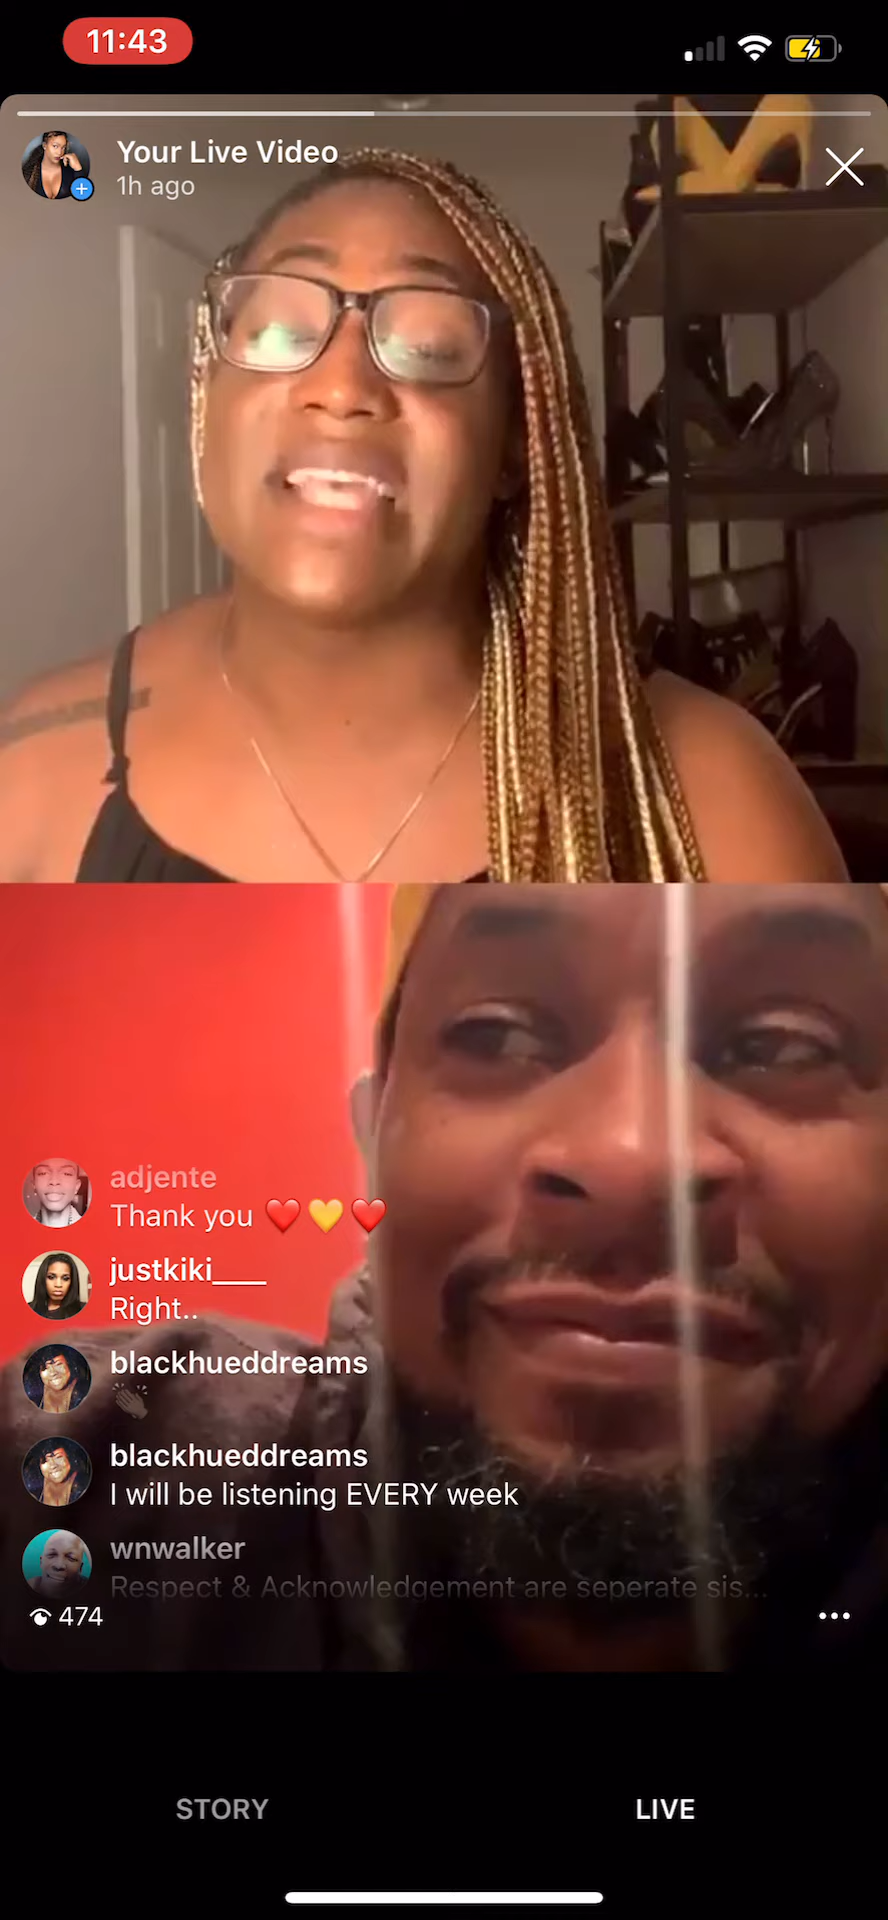 11:43
Your Live Video
1h ago
adjente
Thank you ❤️💛❤️
justkiki____
Right..
blackhueddreams
👏🏿
blackhueddreams
I will be listening EVERY week
wnwalker
Respect & Acknowledgement are seperate sis...
474
STORY
LIVE